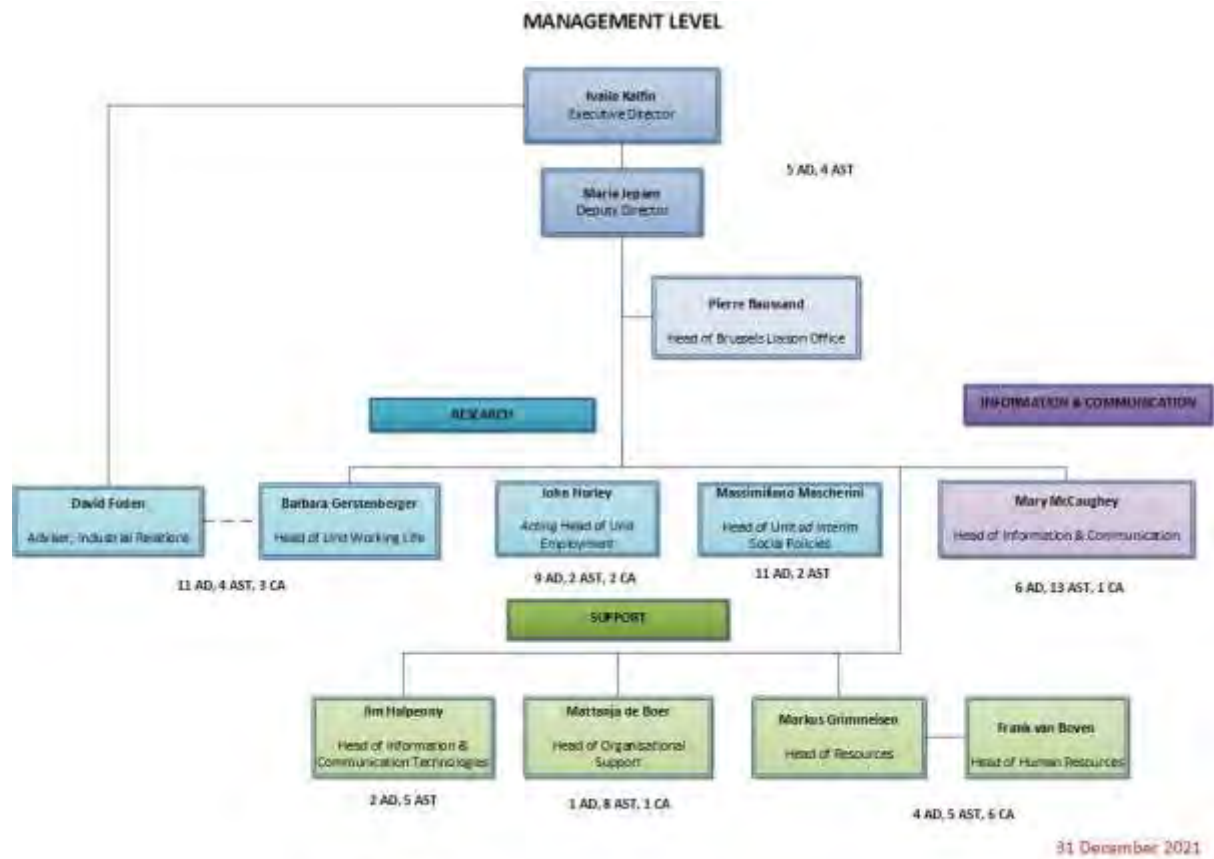 MANAGEMENT LEVEL
Ivailo Kalfin
Executive Director
5 AD, 4 AST
Maria Jepsen
Deputy Director
Pierre Baussand
Head of Brussels Liaison Office
RESEARCH
INFORMATION & COMMUNICATION
David Foden
Adviser, Industrial Relations
Barbara Gerstenberger
Head of Unit Working Life
John Hurley
Acting Head of Unit
Employment
Massimiliano Mascherini
Head of Unit ad interim
Social Policies
Mary McCaughey
Head of Information & Communication
11 AD, 4 AST, 3 CA
9 AD, 2 AST, 2 CA
11 AD, 2 AST
6 AD, 13 AST, 1 CA
SUPPORT
Jim Halpenny
Head of Information &
Communication Technologies
Mattanja de Boer
Head of Organisational
Support
Markus Grimmeisen
Head of Resources
Frank van Boven
Head of Human Resources
2 AD, 5 AST
1 AD, 8 AST, 1 CA
4 AD, 5 AST, 6 CA
31 December 2021